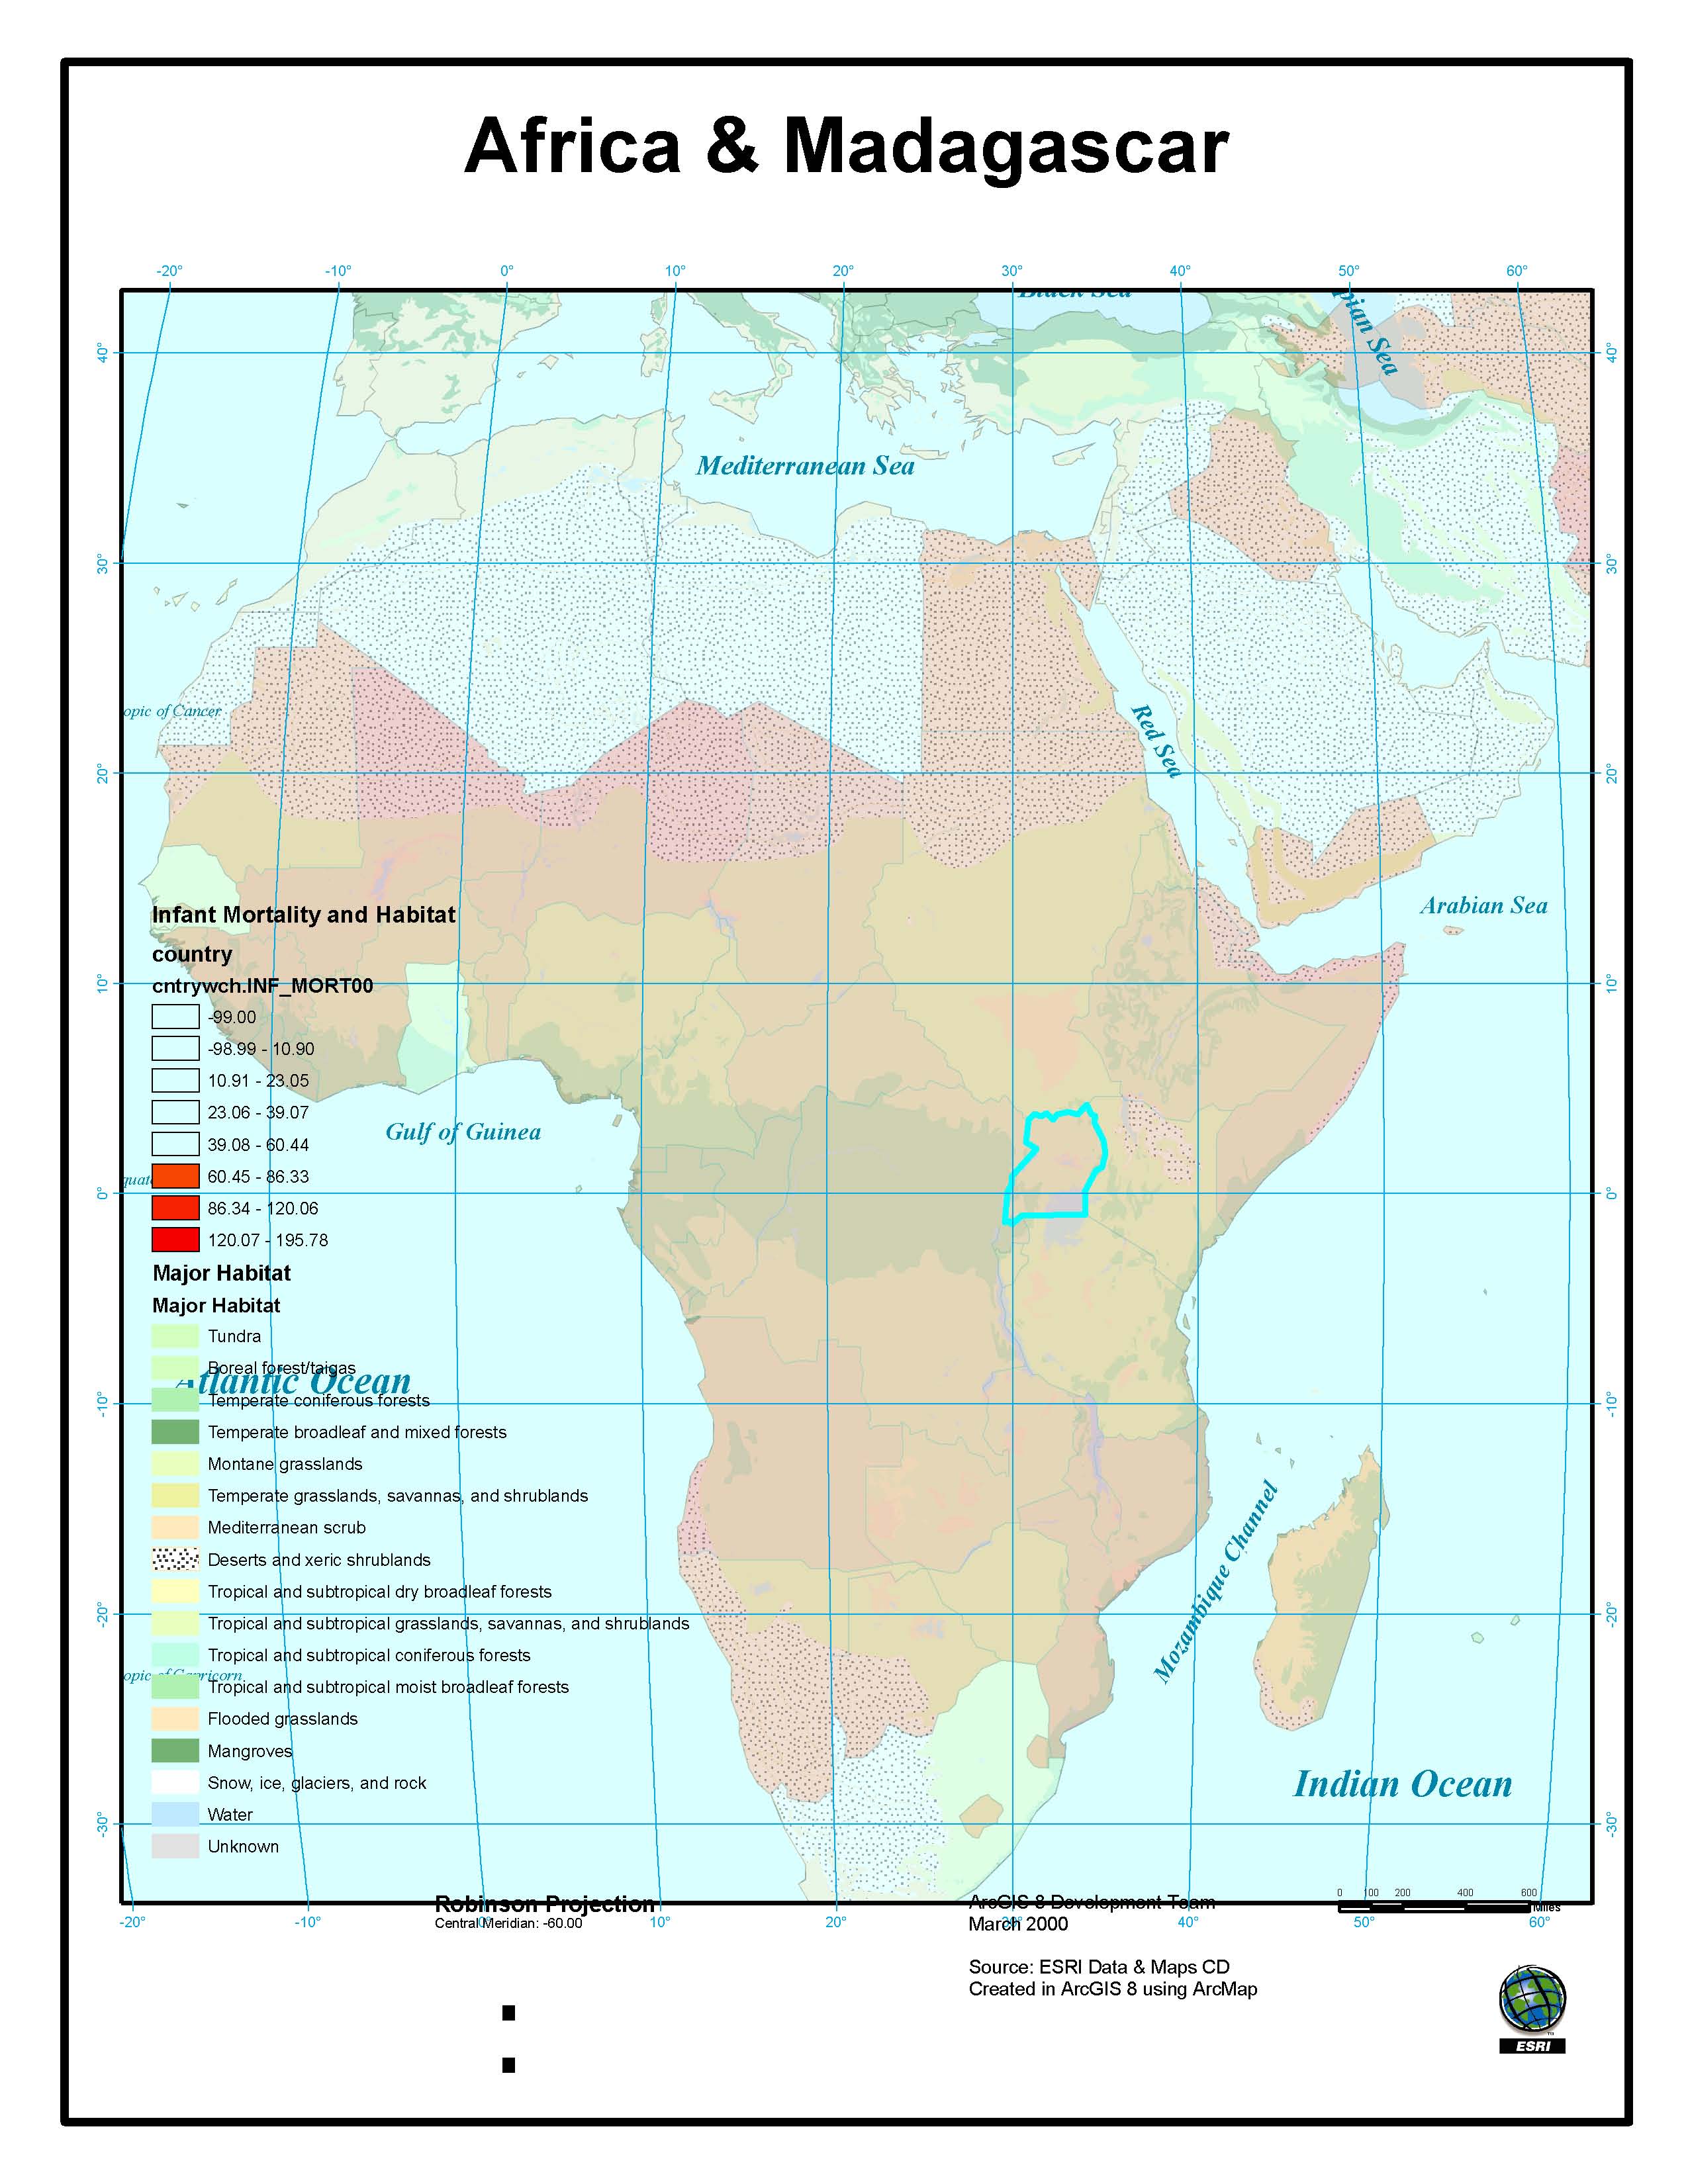 Africa & Madagascar
-20° -10° 0° 10° 20° 30° 40° 50° 60°
Black Sea
pian Sea
40° 40°
Mediterranean Sea
30° 30°
opic of Cancer
Red Sea
20° 20°
Arabian Sea
Infant Mortality and Habitat
country
cntrywch.INF_MORT00
10° 10°
-99.00
-98.99 - 10.90
10.91 - 23.05
23.06 - 39.07
Gulf of Guinea
39.08 - 60.44
quat
60.45 - 86.33
0° 0°
86.34 - 120.06
120.07 - 195.78
Major Habitat
Major Habitat
Tundra
Boreal forest/taigas
Atlantic Ocean
Temperate coniferous forests
-10° -10°
Temperate broadleaf and mixed forests
Montane grasslands
Temperate grasslands, savannas, and shrublands
Mediterranean scrub
Mozambique Channel
Deserts and xeric shrublands
Tropical and subtropical dry broadleaf forests
-20° -20°
Tropical and subtropical grasslands, savannas, and shrublands
Tropical and subtropical coniferous forests
opic of Capricorn
Tropical and subtropical moist broadleaf forests
Flooded grasslands
Mangroves
Snow, ice, glaciers, and rock
Indian Ocean
Water
-30° -30°
Unknown
Robinson Projection
Central Meridian: -60.00
ArcGIS 8 Development Team
March 2000
0 100 200 400 600
Miles
-20° -10° 0° 10° 20° 30° 40° 50° 60°
Source: ESRI Data & Maps CD
Created in ArcGIS 8 using ArcMap
ESRI
TM